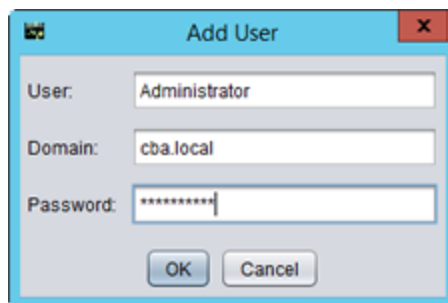 Add User
x
User: Administrator
Domain: cba.local
Password: **********
OK Cancel